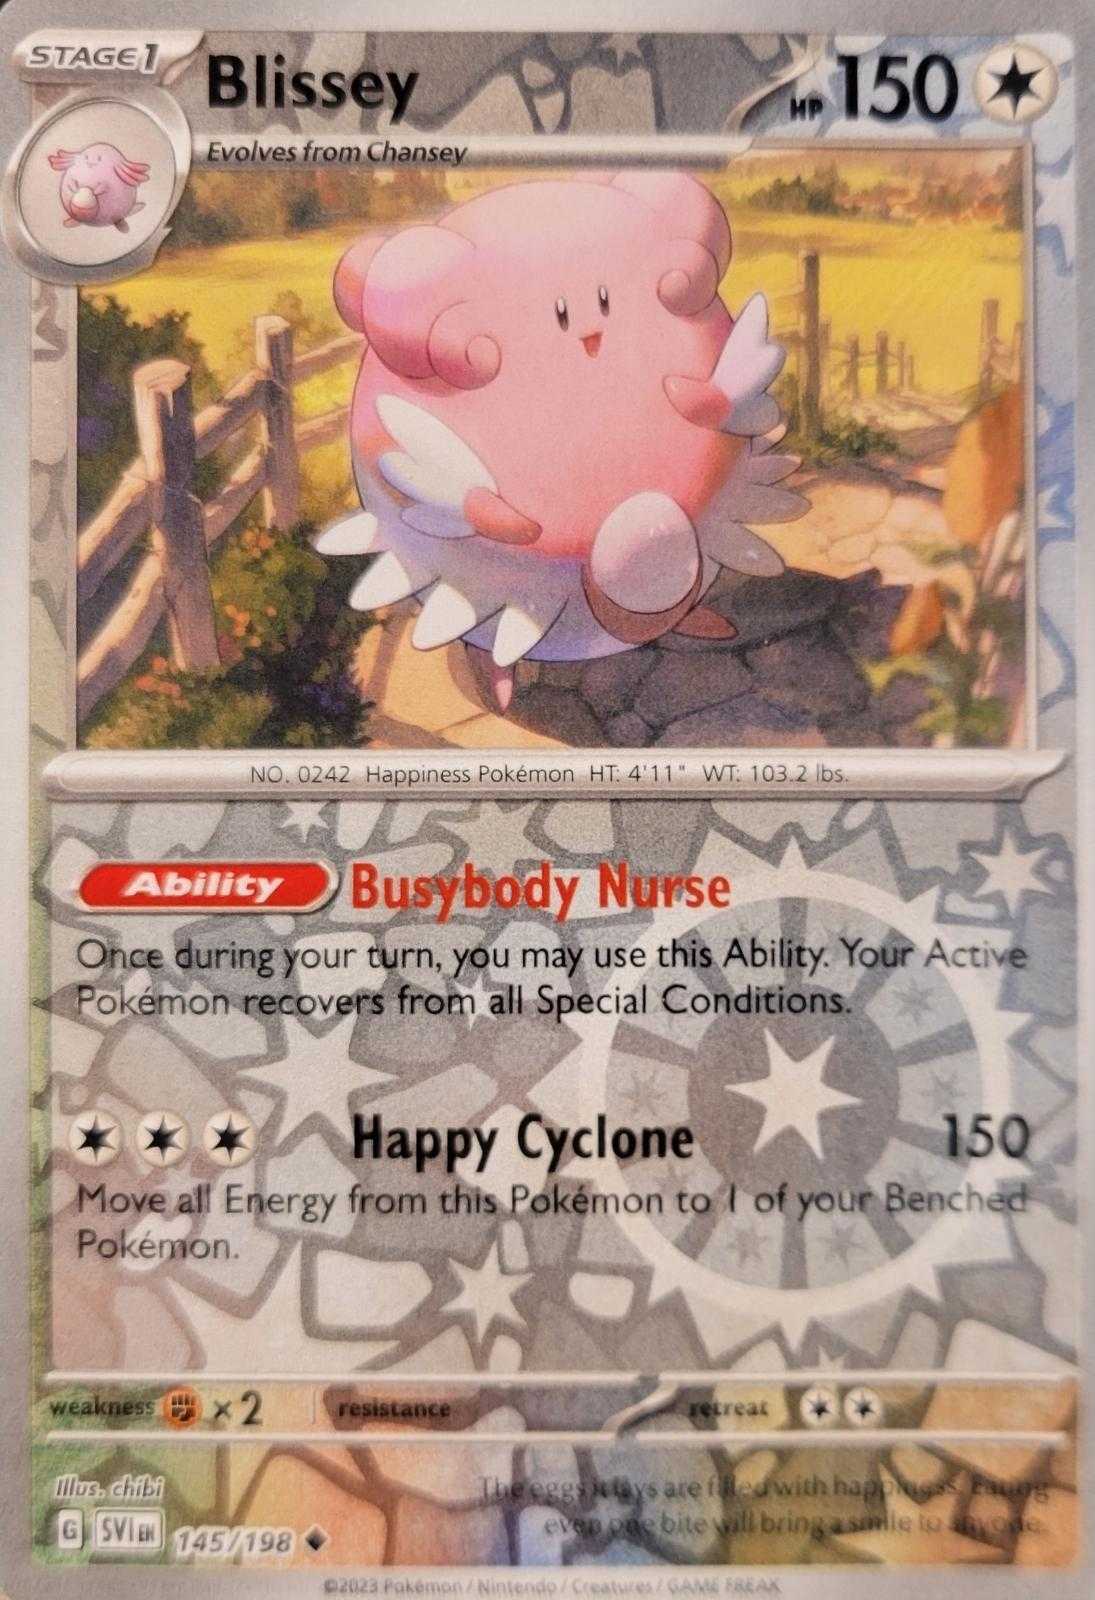 STAGE1
Blissey
HP 150
Evolves from Chansey
NO. 0242 Happiness Pokémon HT: 4'11" WT: 103.2 lbs.
Ability Busybody Nurse
Once during your turn, you may use this Ability. Your Active
Pokémon recovers from all Special Conditions.
Happy Cyclone 150
Move all Energy from this Pokémon to 1 of your Benched
Pokémon.
weakness ×2 resistance retreat
Illus. chibi
The eggs it lays are filled with happiness. Eating
even one bite will bring a smile to anyone.
G SVI EN 145/198
©2023 Pokémon / Nintendo / Creatures / GAME FREAK